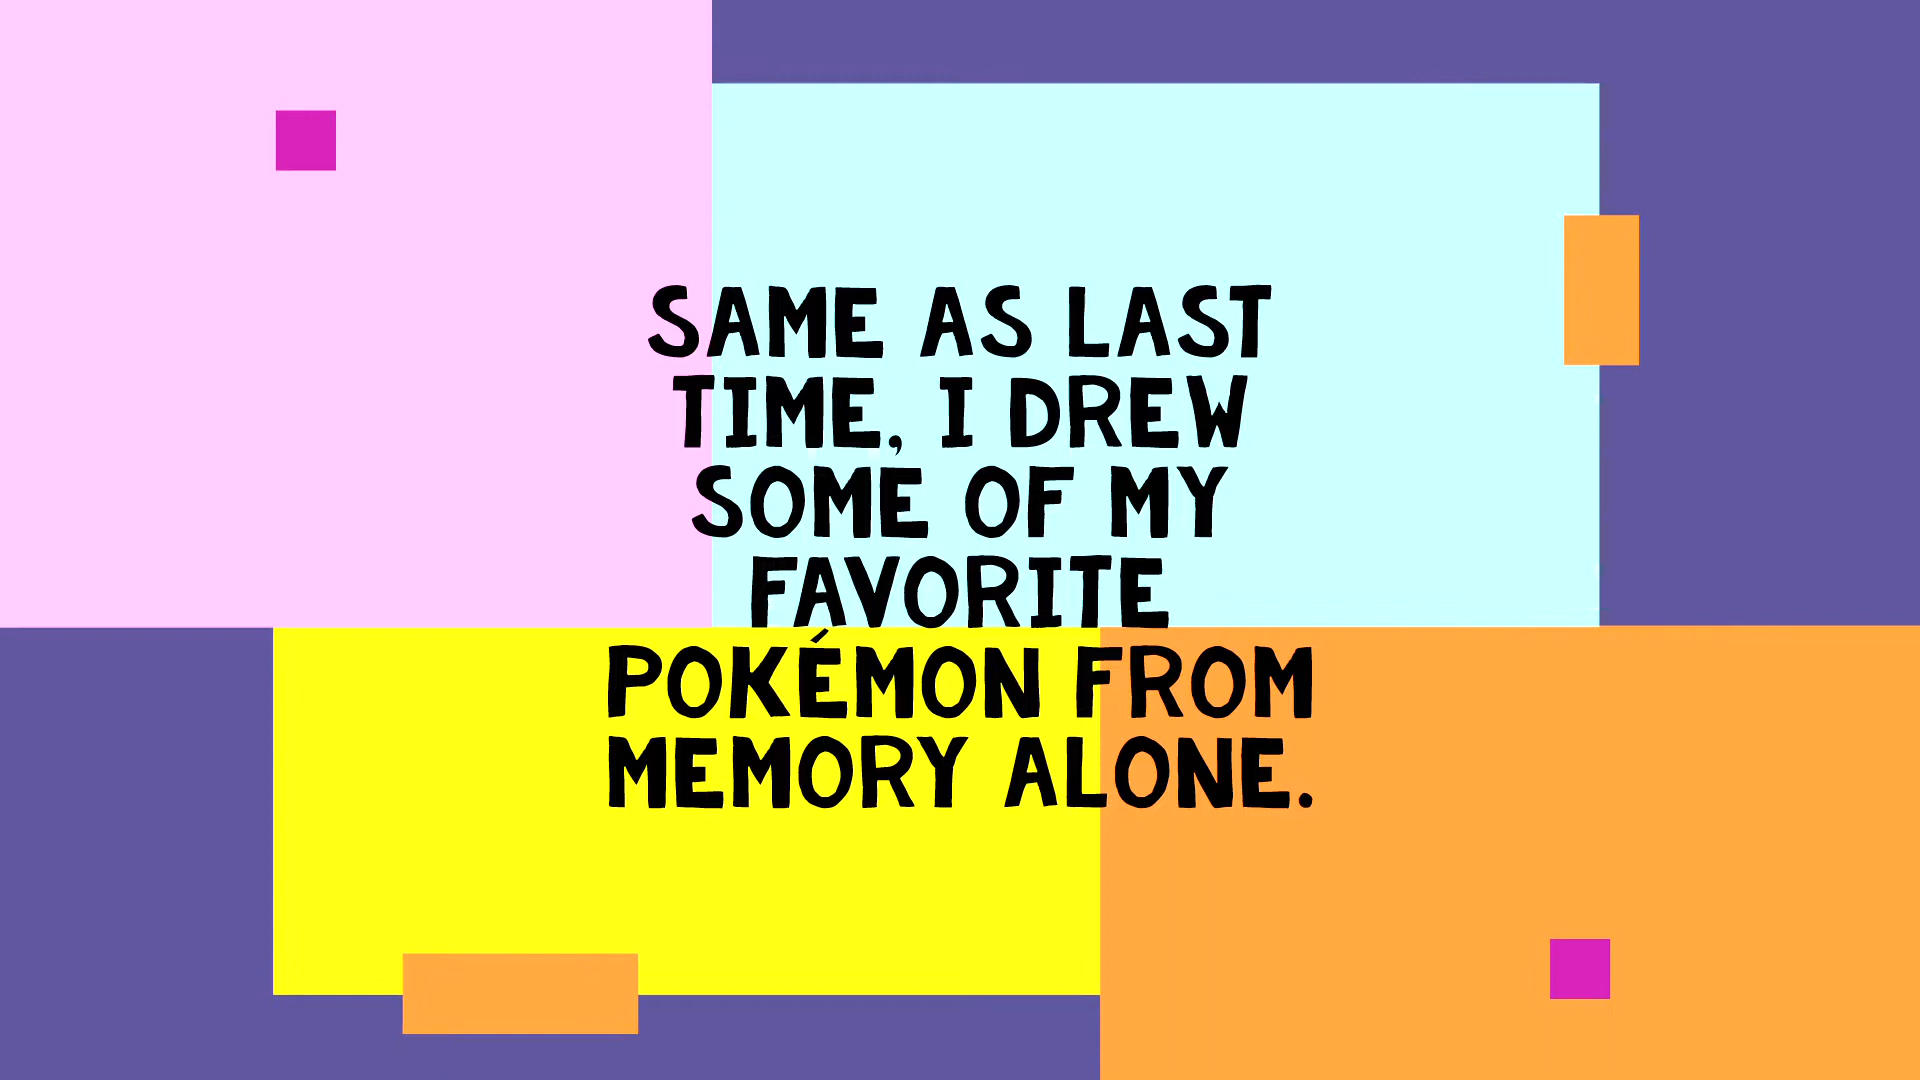 SAME AS LAST
TIME, I DREW
SOME OF MY
FAVORITE
POKÉMON FROM
MEMORY ALONE.